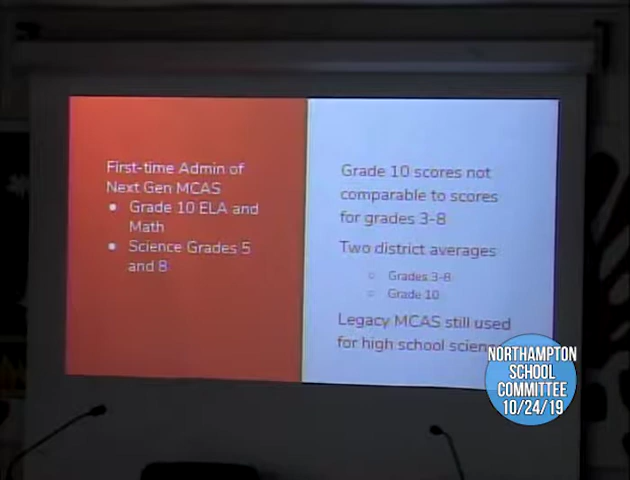 First-time Admin of
Next Gen MCAS
● Grade 10 ELA and
Math
● Science Grades 5
and 8
Grade 10 scores not
comparable to scores
for grades 3-8
Two district averages
○ Grades 3-8
○ Grade 10
Legacy MCAS still used
for high school
NORTHAMPTON
SCHOOL
COMMITTEE
10/24/19